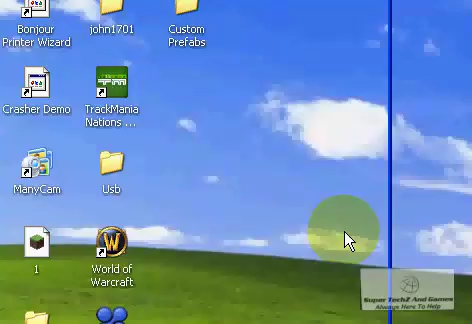 Bonjour
Printer Wizard
john1701
Custom
Prefabs
Crasher Demo
TrackMania
Nations ...
ManyCam
Usb
1
World of
Warcraft
Super TechZ And Games
Always Here To Help